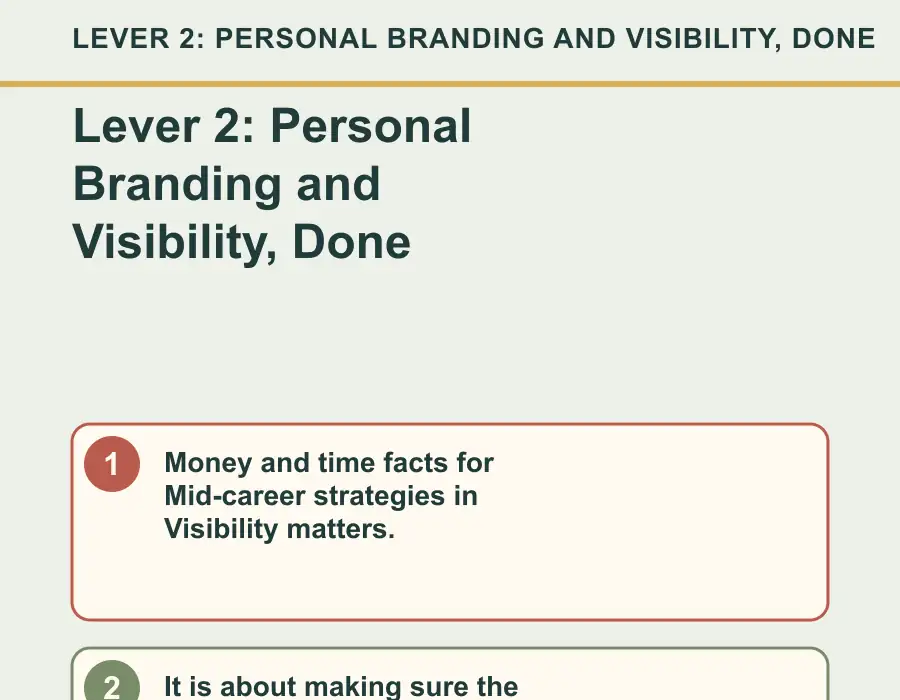 LEVER 2: PERSONAL BRANDING AND VISIBILITY, DONE
Lever 2: Personal
Branding and
Visibility, Done
1
Money and time facts for
Mid-career strategies in
Visibility matters.
2
It is about making sure the